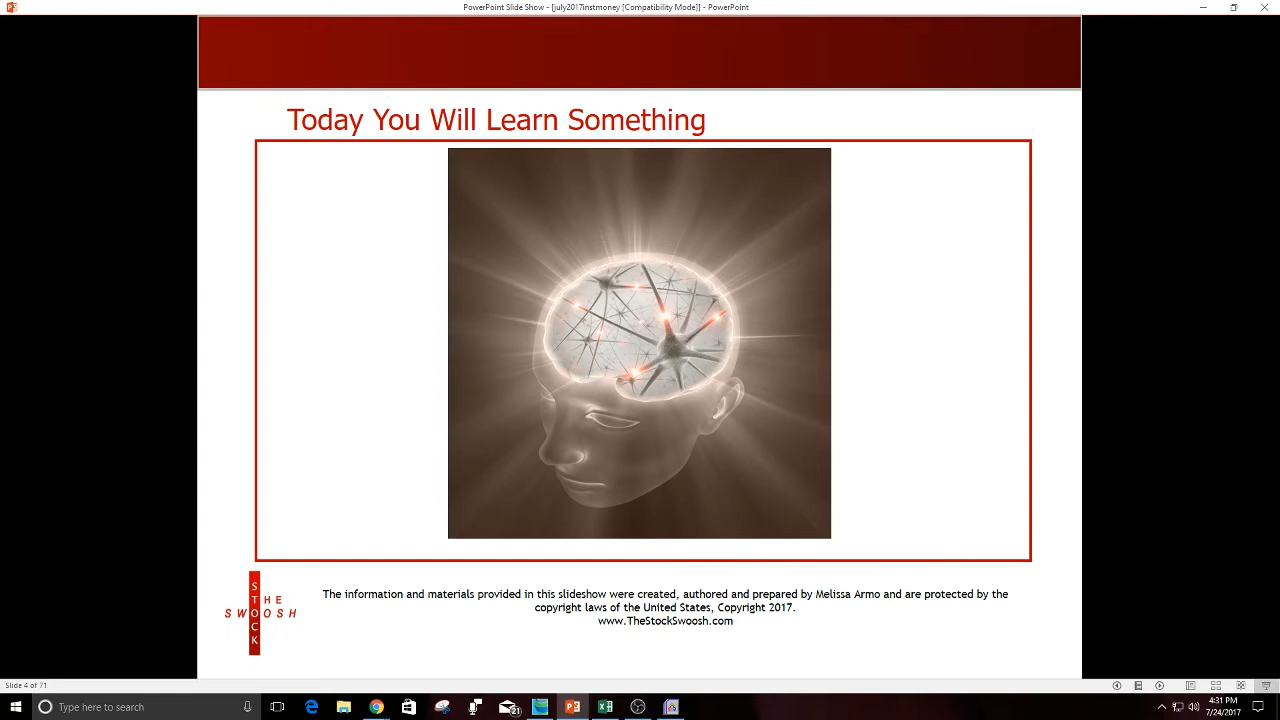 PowerPoint Slide Show - [july2017instmoney [Compatibility Mode]] - PowerPoint
Today You Will Learn Something
STOCK
THE
SWOOSH
The information and materials provided in this slideshow were created, authored and prepared by Melissa Armo and are protected by the
copyright laws of the United States, Copyright 2017.
www.TheStockSwoosh.com
Slide 4 of 71
Type here to search
21
4:31 PM
7/24/2017